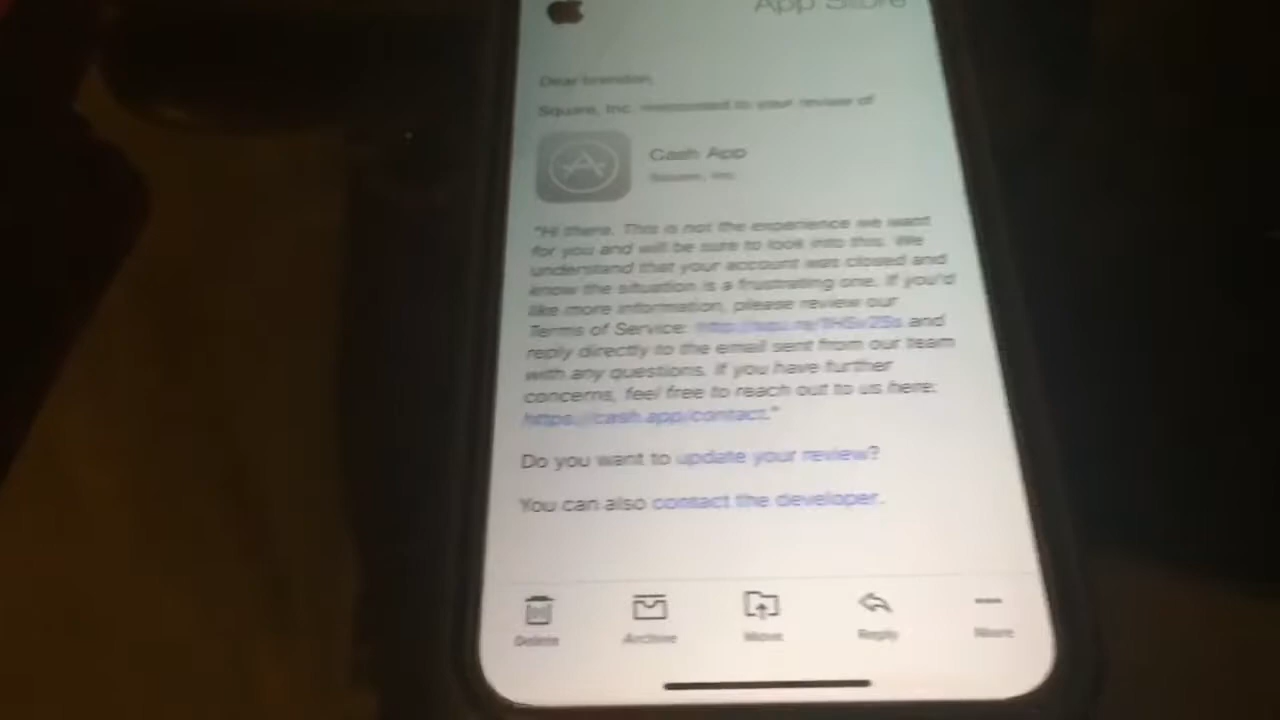 App Store
Dear brendon,
Square, Inc. responded to your review of
Cash App
Square, Inc.
"Hi there. This is not the experience we want
for you and will be sure to look into this. We
understand that your account was closed and
know the situation is a frustrating one. If you'd
like more information, please review our
Terms of Service: and
reply directly to the email sent from our team
with any questions. If you have further
concerns, feel free to reach out to us here:
https://cash.app/contact."
Do you want to update your review?
You can also contact the developer.
Delete
Archive
Move
Reply
More